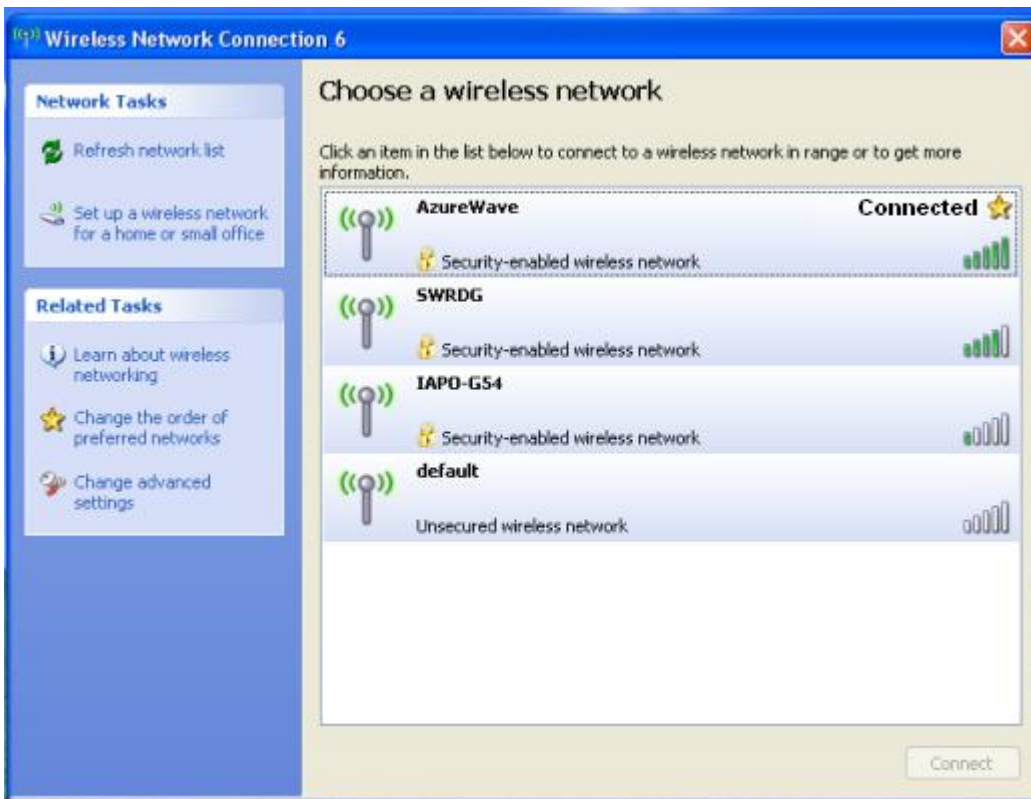 Wireless Network Connection 6
Network Tasks
Refresh network list
Set up a wireless network
for a home or small office
Related Tasks
Learn about wireless
networking
Change the order of
preferred networks
Change advanced
settings
Choose a wireless network
Click an item in the list below to connect to a wireless network in range or to get more
information.
AzureWave Connected
Security-enabled wireless network
SWRDG
Security-enabled wireless network
IAPO-G54
Security-enabled wireless network
default
Unsecured wireless network
Connect